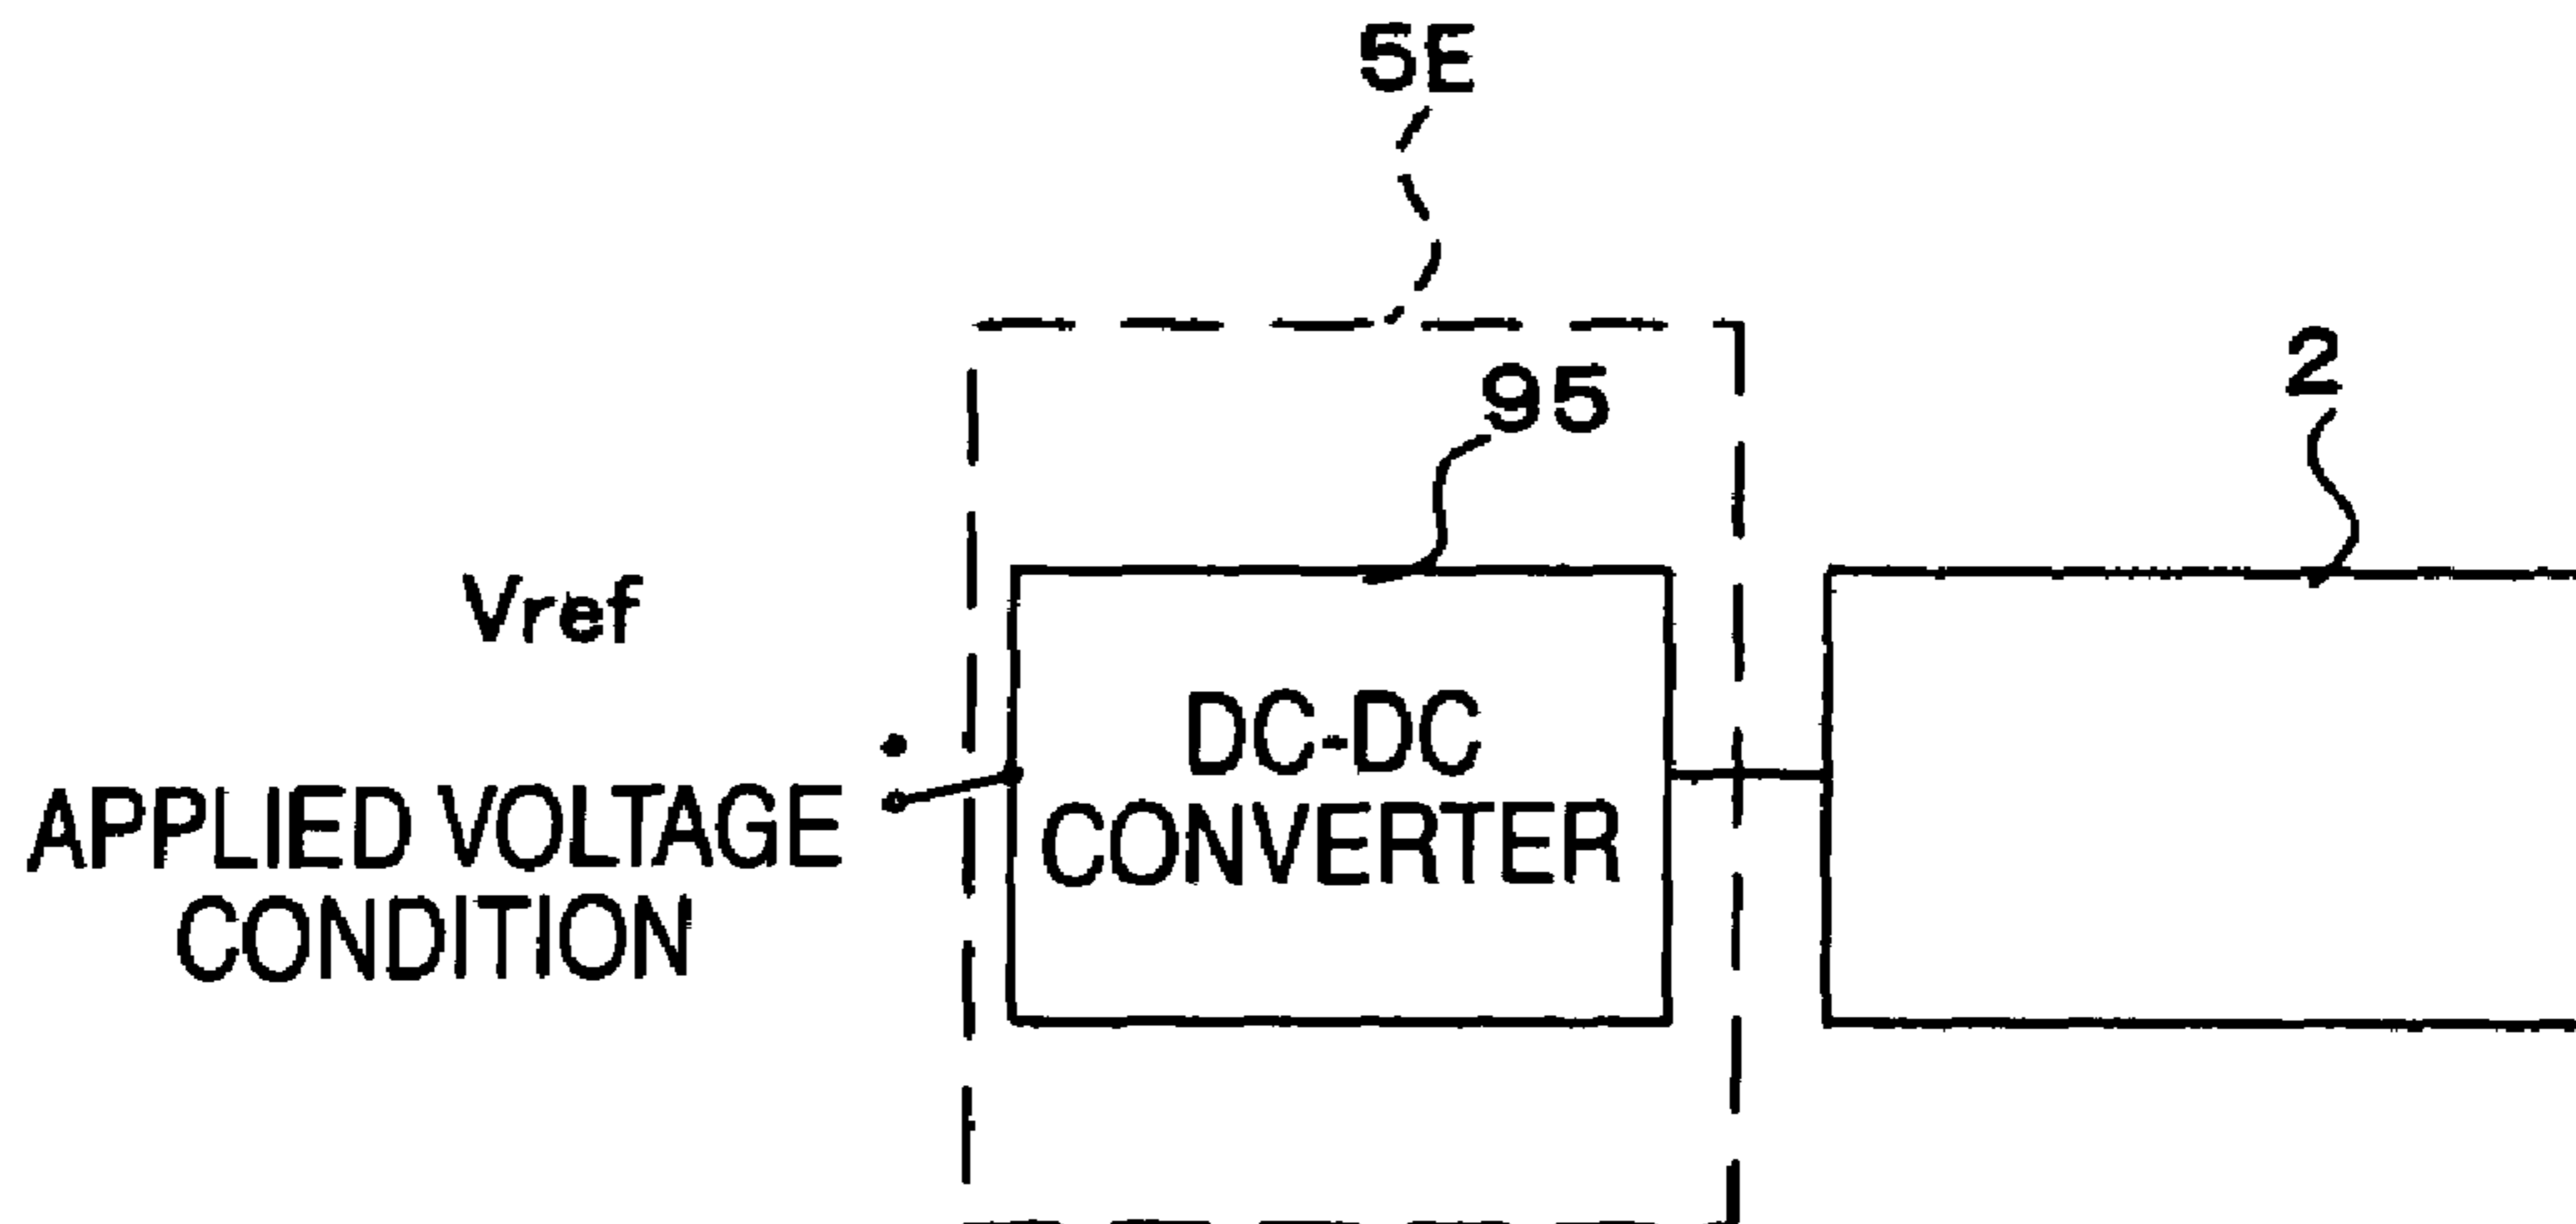 5E
95
2
Vref
APPLIED VOLTAGE
CONDITION
DC-DC
CONVERTER